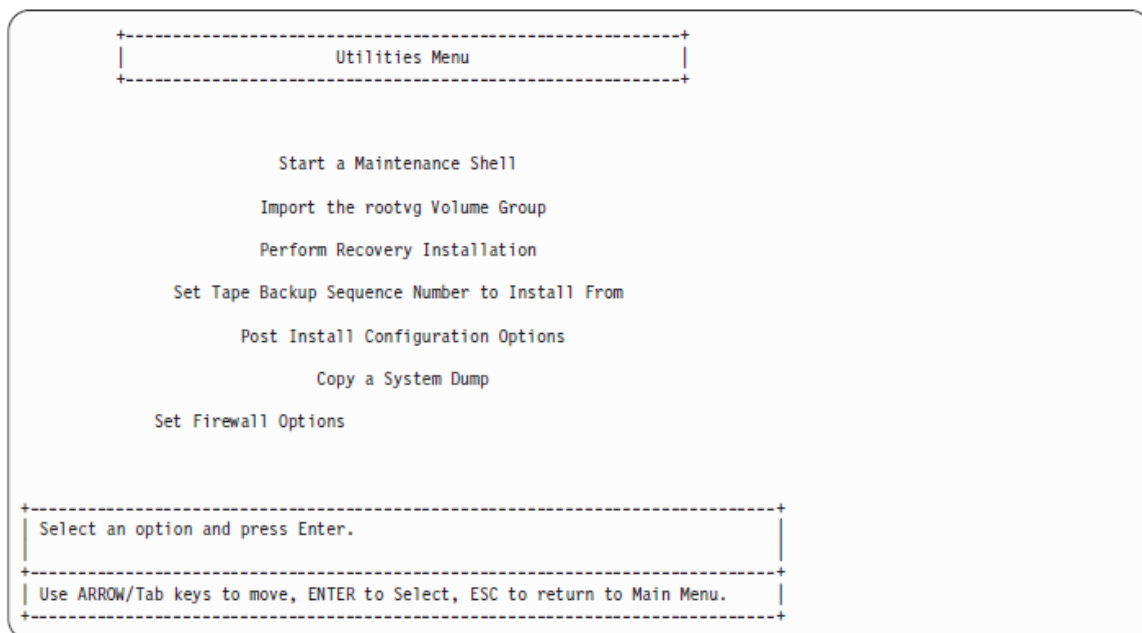 Utilities Menu
Start a Maintenance Shell
Import the rootvg Volume Group
Perform Recovery Installation
Set Tape Backup Sequence Number to Install From
Post Install Configuration Options
Copy a System Dump
Set Firewall Options
Select an option and press Enter.
Use ARROW/Tab keys to move, ENTER to Select, ESC to return to Main Menu.